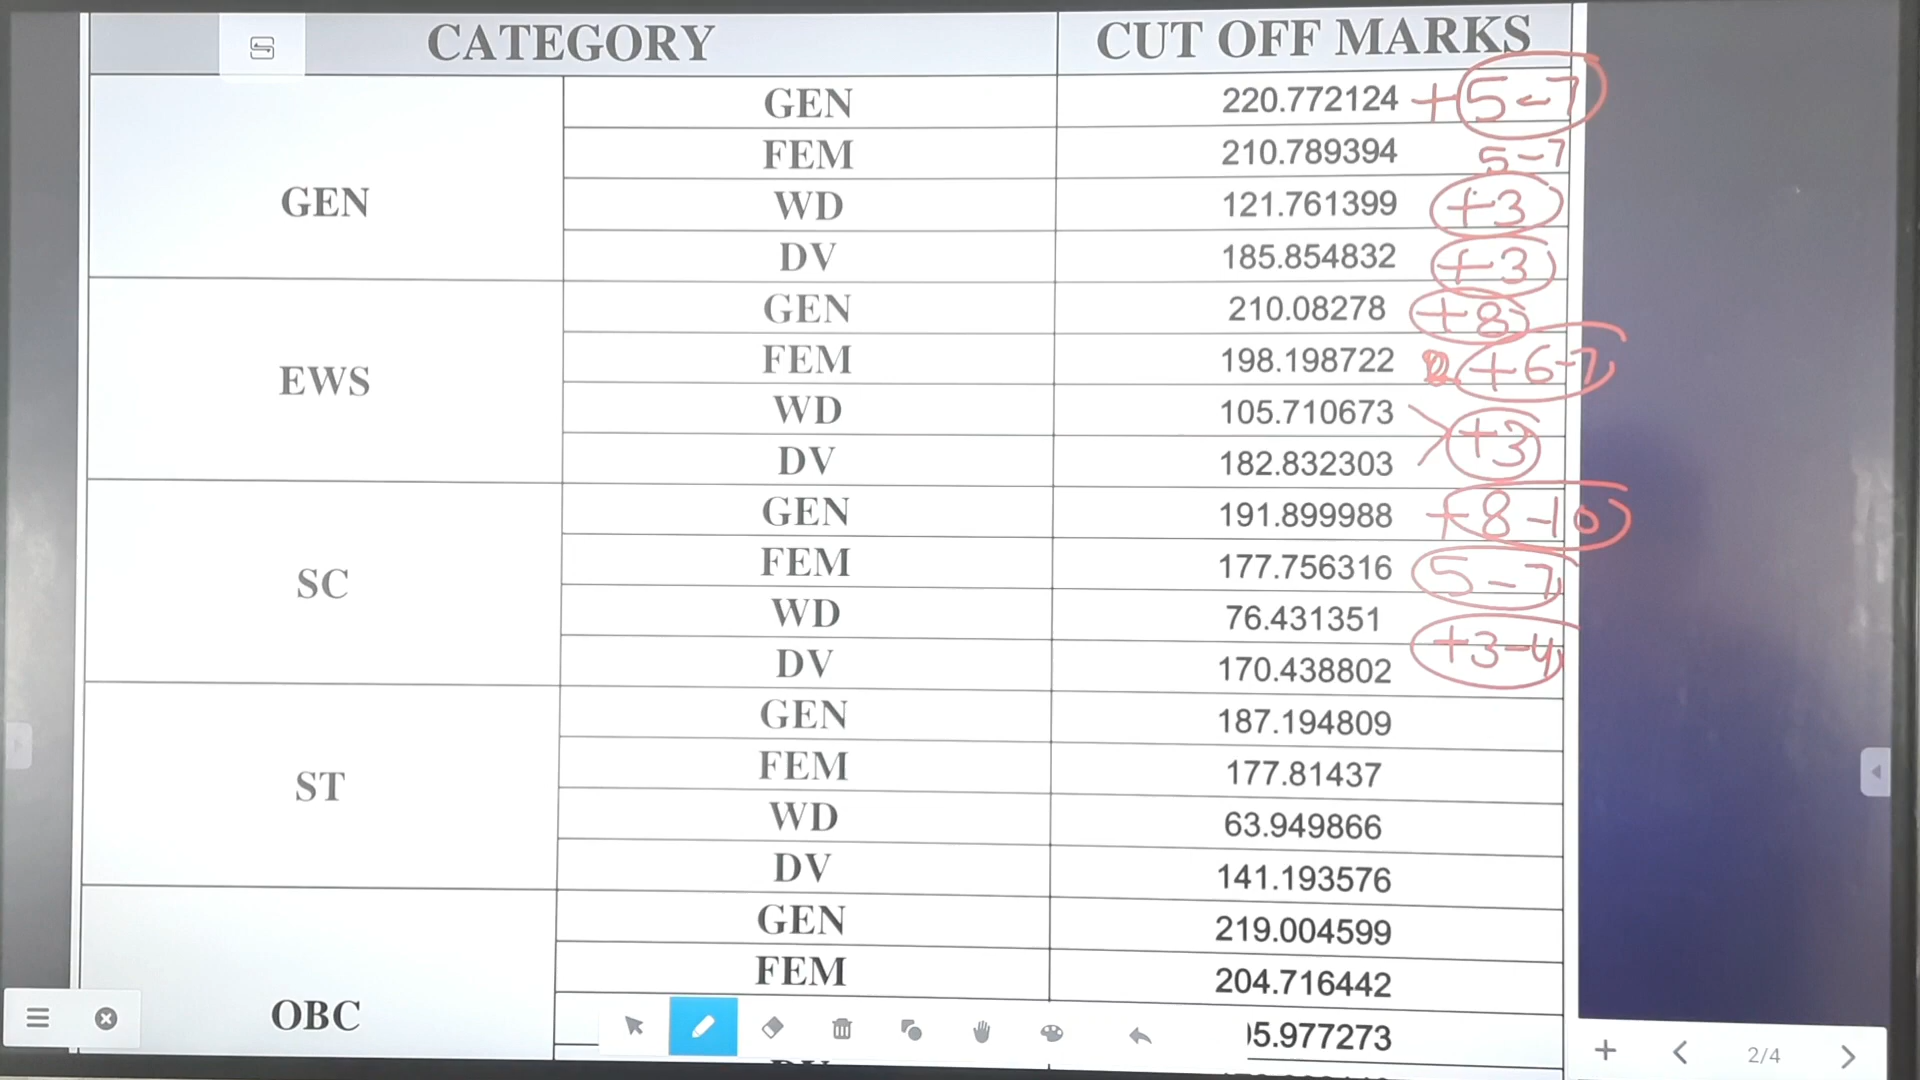 CATEGORY CUT OFF MARKS
GEN GEN 220.772124 +5-7
FEM 210.789394 5-7
WD 121.761399 +3
DV 185.854832 +3
EWS GEN 210.08278 +8
FEM 198.198722 +6-7
WD 105.710673 +3
DV 182.832303
SC GEN 191.899988 +8-10
FEM 177.756316 5-7
WD 76.431351 +3-4
DV 170.438802
ST GEN 187.194809
FEM 177.81437
WD 63.949866
DV 141.193576
OBC GEN 219.004599
FEM 204.716442
5.977273
2/4